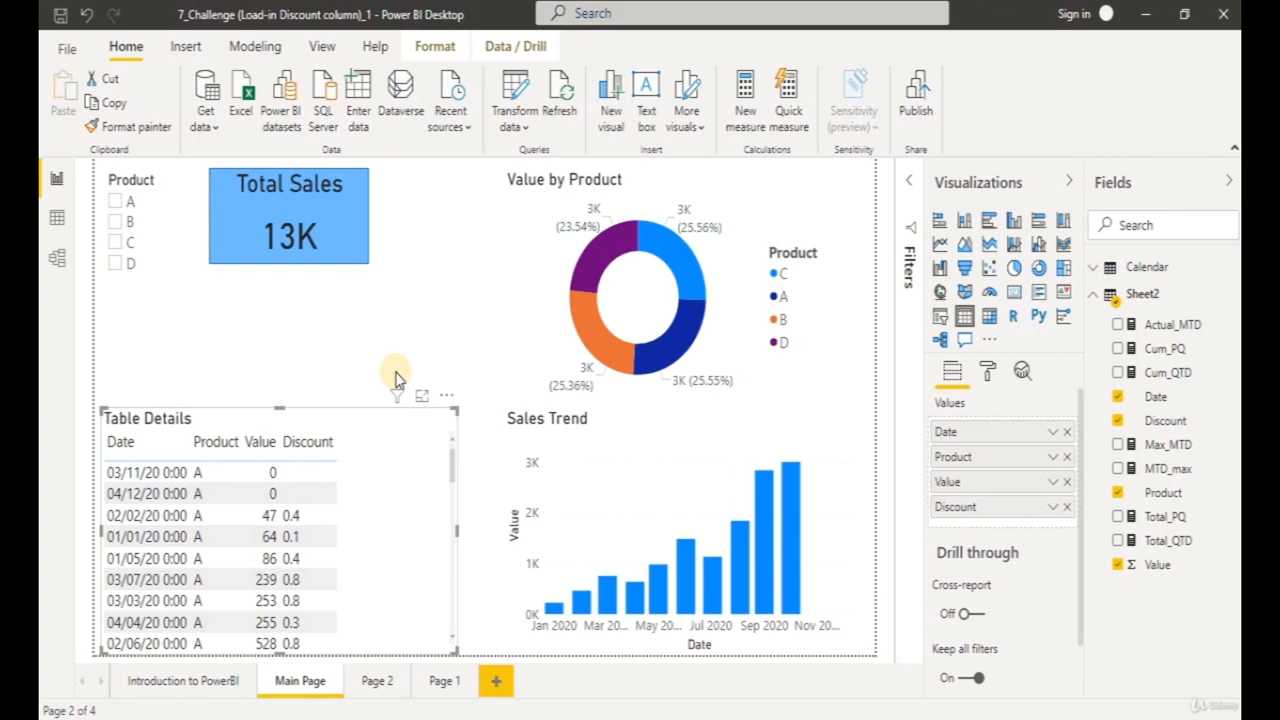 7_Challenge (Load-in Discount column)_1 - Power BI Desktop
Search
Sign in
File
Home
Insert
Modeling
View
Help
Format
Data / Drill
Paste
Cut
Copy
Format painter
Clipboard
Get data
Excel
Power BI datasets
SQL Server
Enter data
Dataverse
Recent sources
Data
Transform data
Refresh
Queries
New visual
Text box
More visuals
Insert
New measure
Quick measure
Calculations
Sensitivity (preview)
Sensitivity
Publish
Share
Product
A
B
C
D
Total Sales
13K
Value by Product
3K
(23.54%)
3K
(25.56%)
3K
(25.36%)
3K (25.55%)
Product
C
A
B
D
Table Details
Date Product Value Discount
03/11/20 0:00 A 0
04/12/20 0:00 A 0
02/02/20 0:00 A 47 0.4
01/01/20 0:00 A 64 0.1
01/05/20 0:00 A 86 0.4
03/07/20 0:00 A 239 0.8
03/03/20 0:00 A 253 0.8
04/04/20 0:00 A 255 0.3
02/06/20 0:00 A 528 0.8
Sales Trend
3K
2K
1K
0K
Value
Jan 2020 Mar 20... May 20... Jul 2020 Sep 2020 Nov 20...
Date
Filters
Visualizations
R
Py
Values
Date
Product
Value
Discount
Drill through
Cross-report
Off
Keep all filters
On
Fields
Search
Calendar
Sheet2
Actual_MTD
Cum_PQ
Cum_QTD
Date
Discount
Max_MTD
MTD_max
Product
Total_PQ
Total_QTD
Σ Value
Introduction to PowerBI
Main Page
Page 2
Page 1
+
Page 2 of 4
Udemy